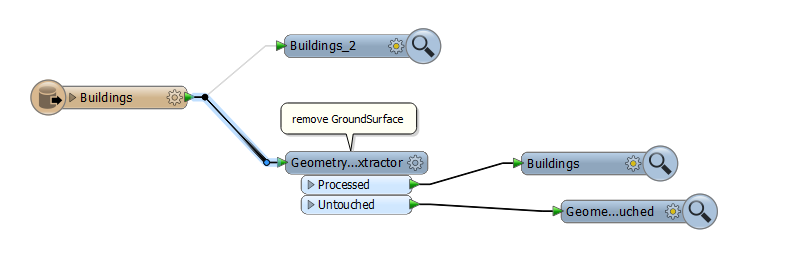 Buildings_2
Buildings
remove GroundSurface
Geometry...xtractor
Buildings
Processed
Untouched
Geome...uched